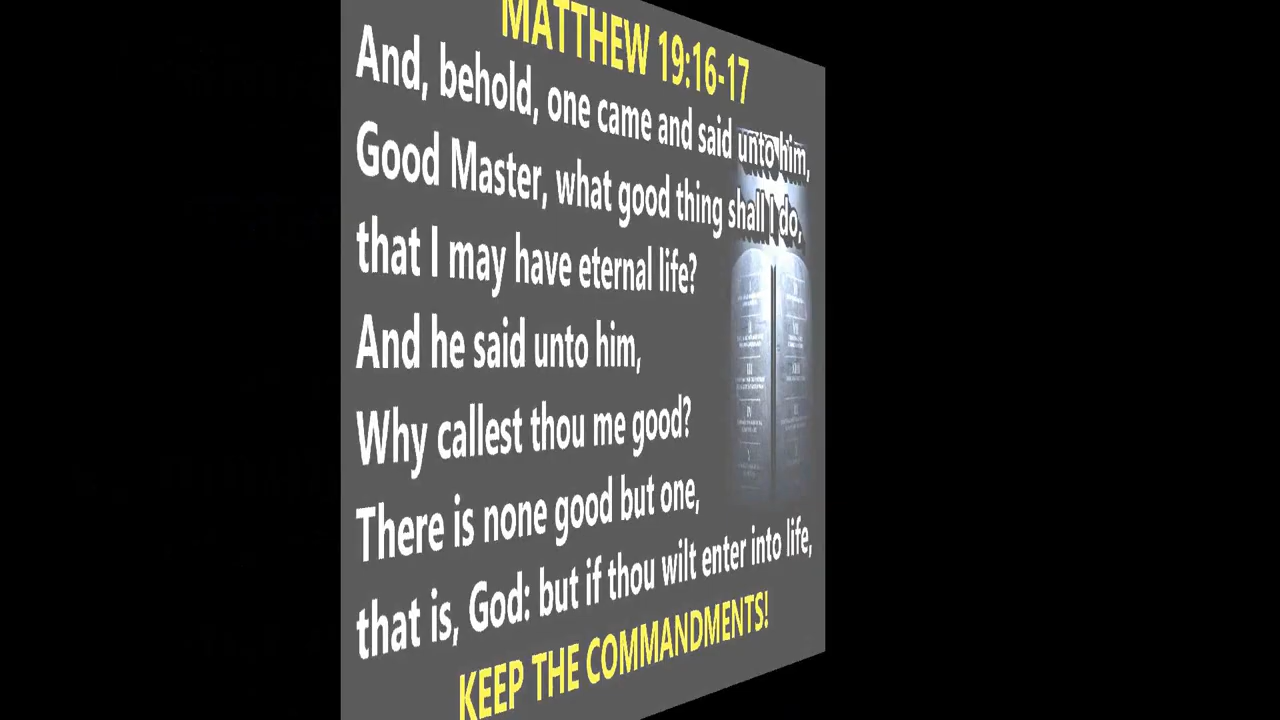 MATTHEW 19:16-17
And, behold, one came and said unto him,
Good Master, what good thing shall I do,
that I may have eternal life?
And he said unto him,
Why callest thou me good?
There is none good but one,
that is, God: but if thou wilt enter into life,
KEEP THE COMMANDMENTS!